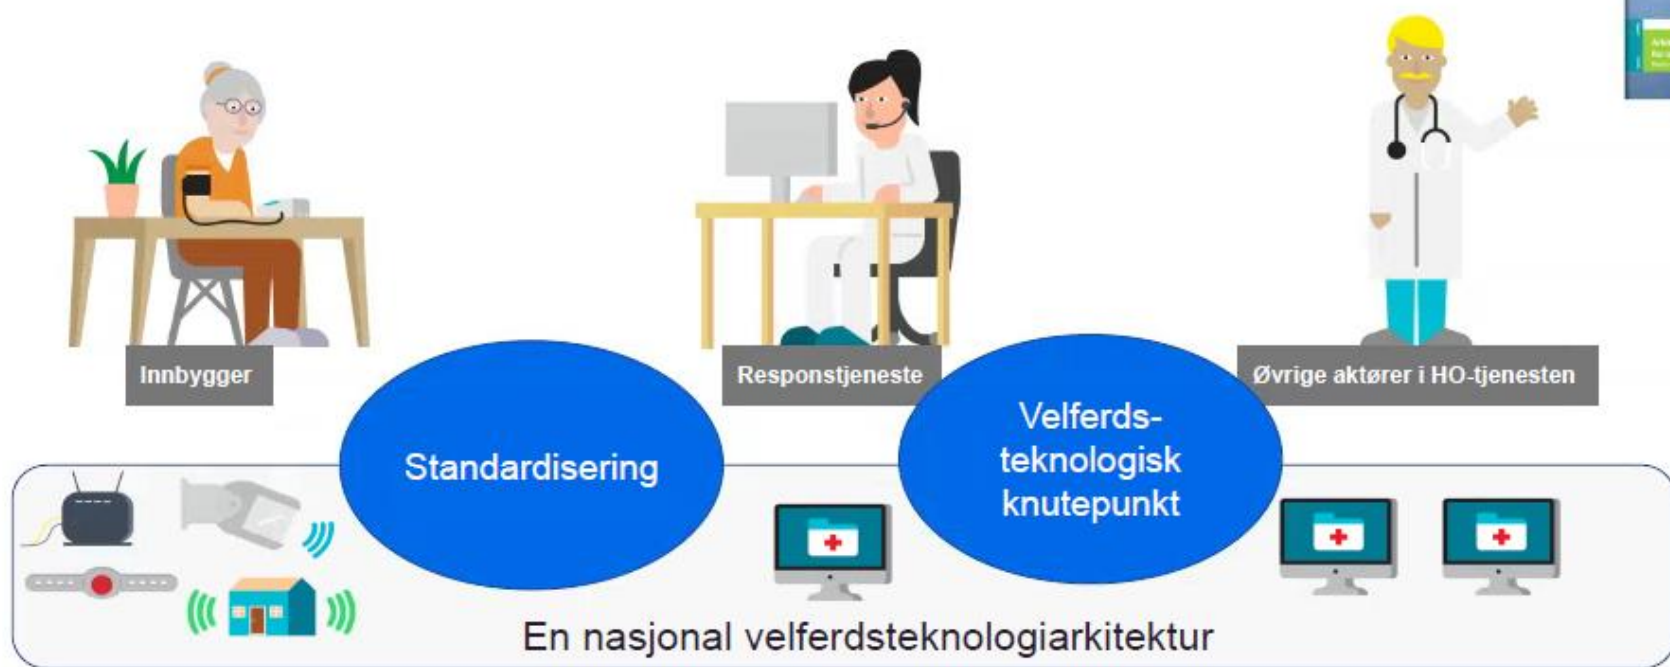 Innbygger
Responstjeneste
Øvrige aktører i HO-tjenesten
Standardisering
Velferds-
teknologisk
knutepunkt
En nasjonal velferdsteknologiarkitektur